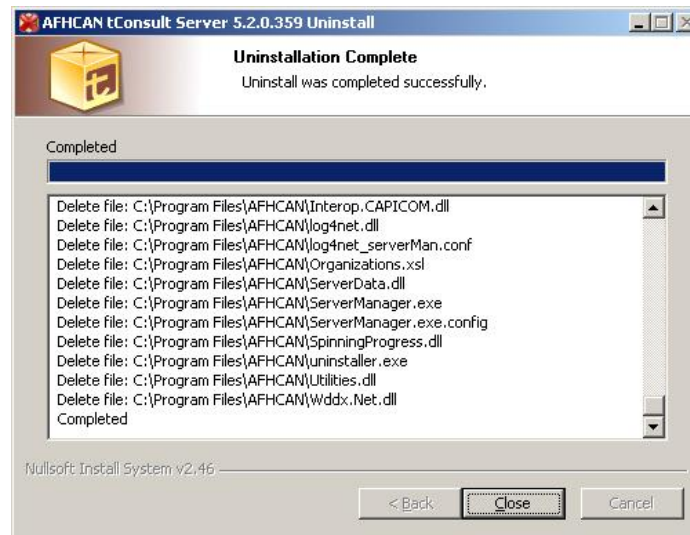 AFHCAN tConsult Server 5.2.0.359 Uninstall
Uninstallation Complete
Uninstall was completed successfully.
Completed
Delete file: C:\Program Files\AFHCAN\Interop.CAPICOM.dll
Delete file: C:\Program Files\AFHCAN\log4net.dll
Delete file: C:\Program Files\AFHCAN\log4net_serverMan.conf
Delete file: C:\Program Files\AFHCAN\Organizations.xsl
Delete file: C:\Program Files\AFHCAN\ServerData.dll
Delete file: C:\Program Files\AFHCAN\ServerManager.exe
Delete file: C:\Program Files\AFHCAN\ServerManager.exe.config
Delete file: C:\Program Files\AFHCAN\SpinningProgress.dll
Delete file: C:\Program Files\AFHCAN\uninstaller.exe
Delete file: C:\Program Files\AFHCAN\Utilities.dll
Delete file: C:\Program Files\AFHCAN\Wddx.Net.dll
Completed
Nullsoft Install System v2.46
< Back Close Cancel